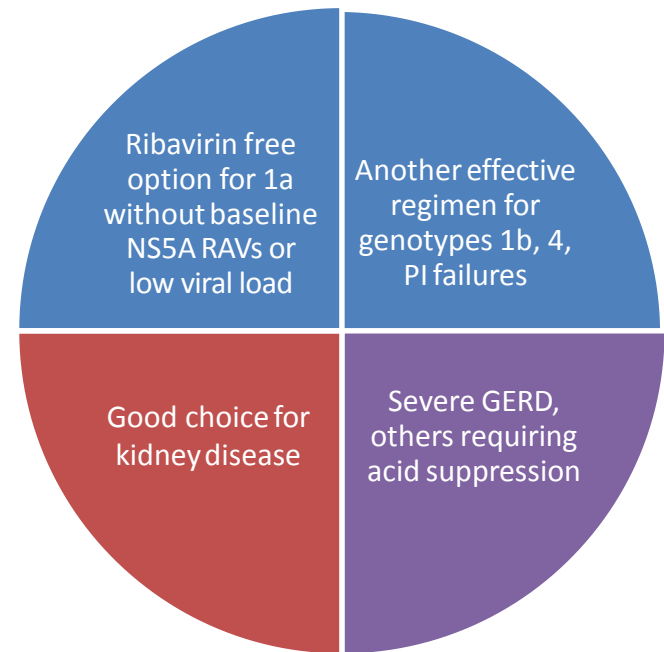 Ribavirin free
option for 1a
without baseline
NS5A RAVs or
low viral load
Another effective
regimen for
genotypes 1b, 4,
PI failures
Good choice for
kidney disease
Severe GERD,
others requiring
acid suppression